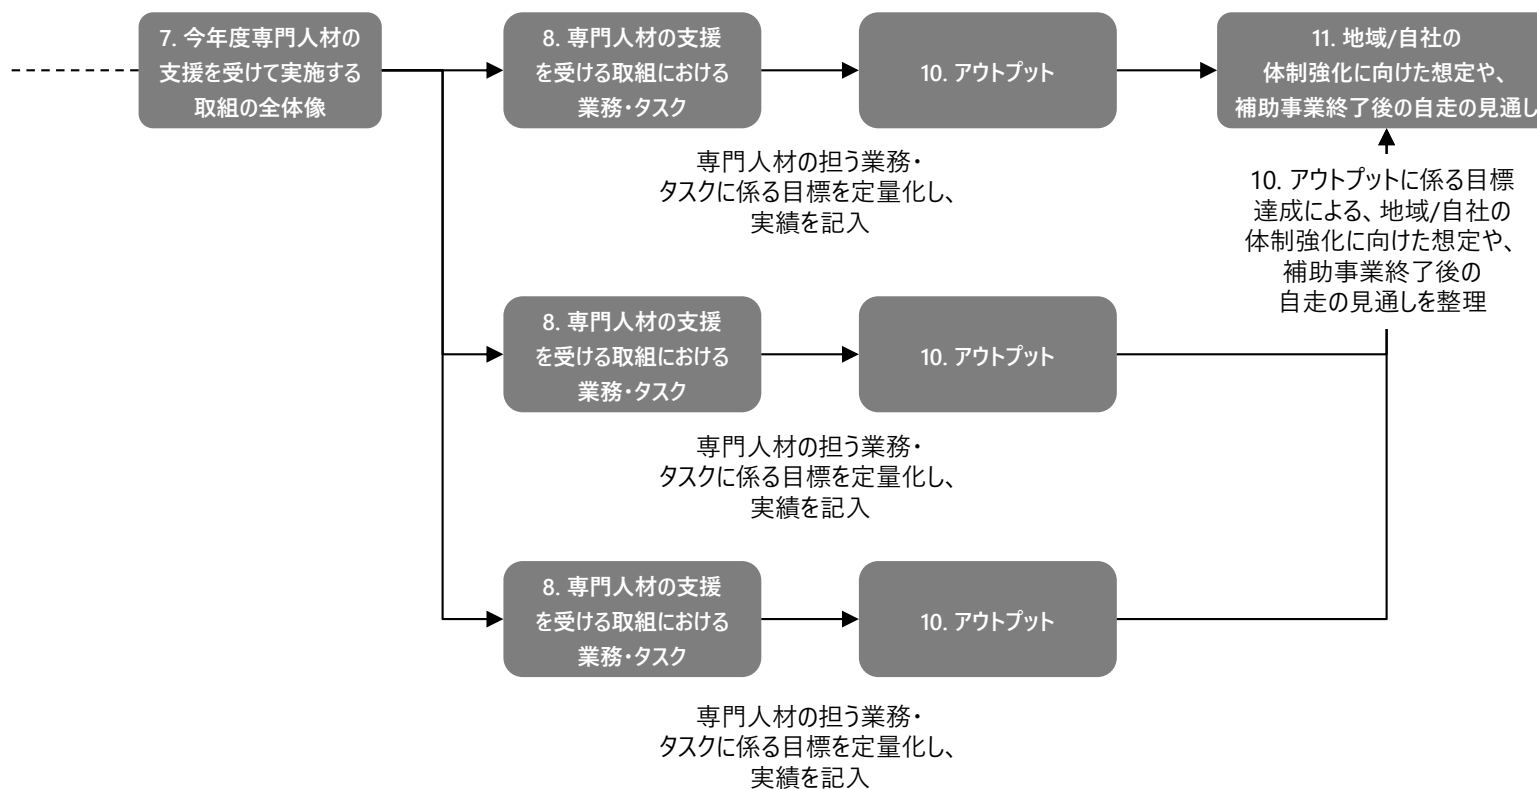 7. 今年度専門人材の
支援を受けて実施する
取組の全体像
8. 専門人材の支援
を受ける取組における
業務・タスク
10. アウトプット
11. 地域/自社の
体制強化に向けた想定や、
補助事業終了後の自走の見通し
専門人材の担う業務・
タスクに係る目標を定量化し、
実績を記入
10. アウトプットに係る目標
達成による、地域/自社の
体制強化に向けた想定や、
補助事業終了後の
自走の見通しを整理
8. 専門人材の支援
を受ける取組における
業務・タスク
10. アウトプット
専門人材の担う業務・
タスクに係る目標を定量化し、
実績を記入
8. 専門人材の支援
を受ける取組における
業務・タスク
10. アウトプット
専門人材の担う業務・
タスクに係る目標を定量化し、
実績を記入